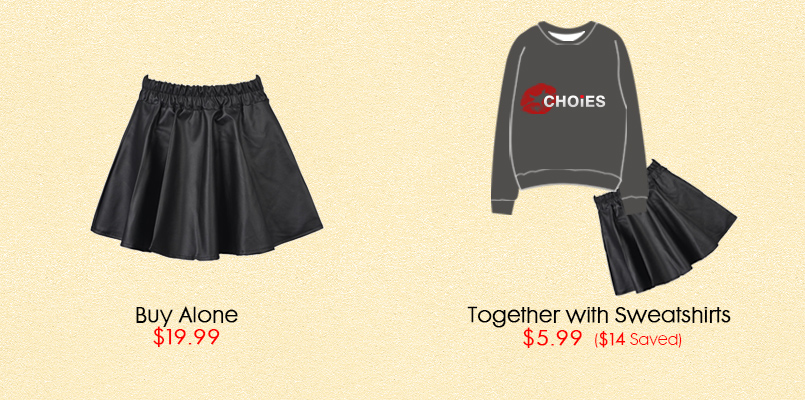 CHOiES
Buy Alone
$19.99
Together with Sweatshirts
$5.99 ($14 Saved)